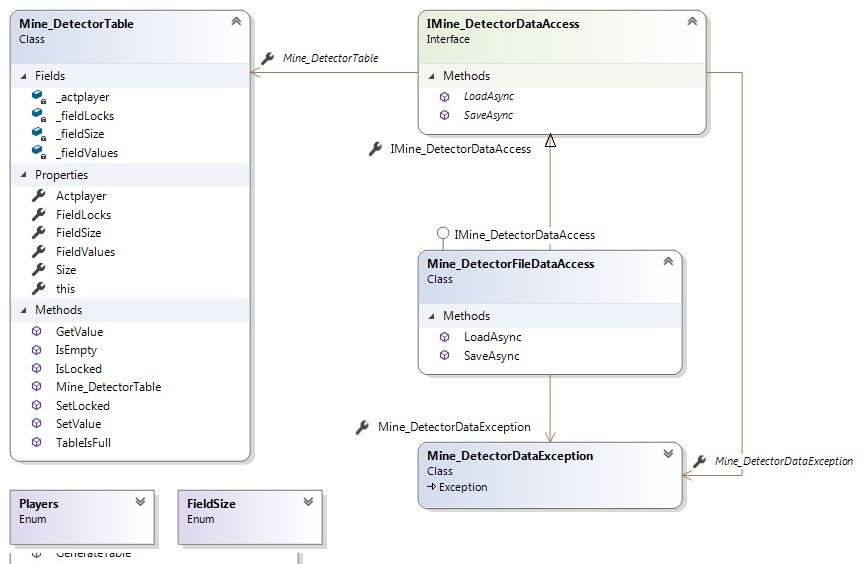 Mine_DetectorTable
Class
Fields
_actplayer
_fieldLocks
_fieldSize
_fieldValues
Properties
Actplayer
FieldLocks
FieldSize
FieldValues
Size
this
Methods
GetValue
IsEmpty
IsLocked
Mine_DetectorTable
SetLocked
SetValue
TableIsFull
Mine_DetectorTable
IMine_DetectorDataAccess
Interface
Methods
LoadAsync
SaveAsync
IMine_DetectorDataAccess
IMine_DetectorDataAccess
Mine_DetectorFileDataAccess
Class
Methods
LoadAsync
SaveAsync
Mine_DetectorDataException
Mine_DetectorDataException
Class
Exception
Mine_DetectorDataException
Players
Enum
FieldSize
Enum
GenerateTable